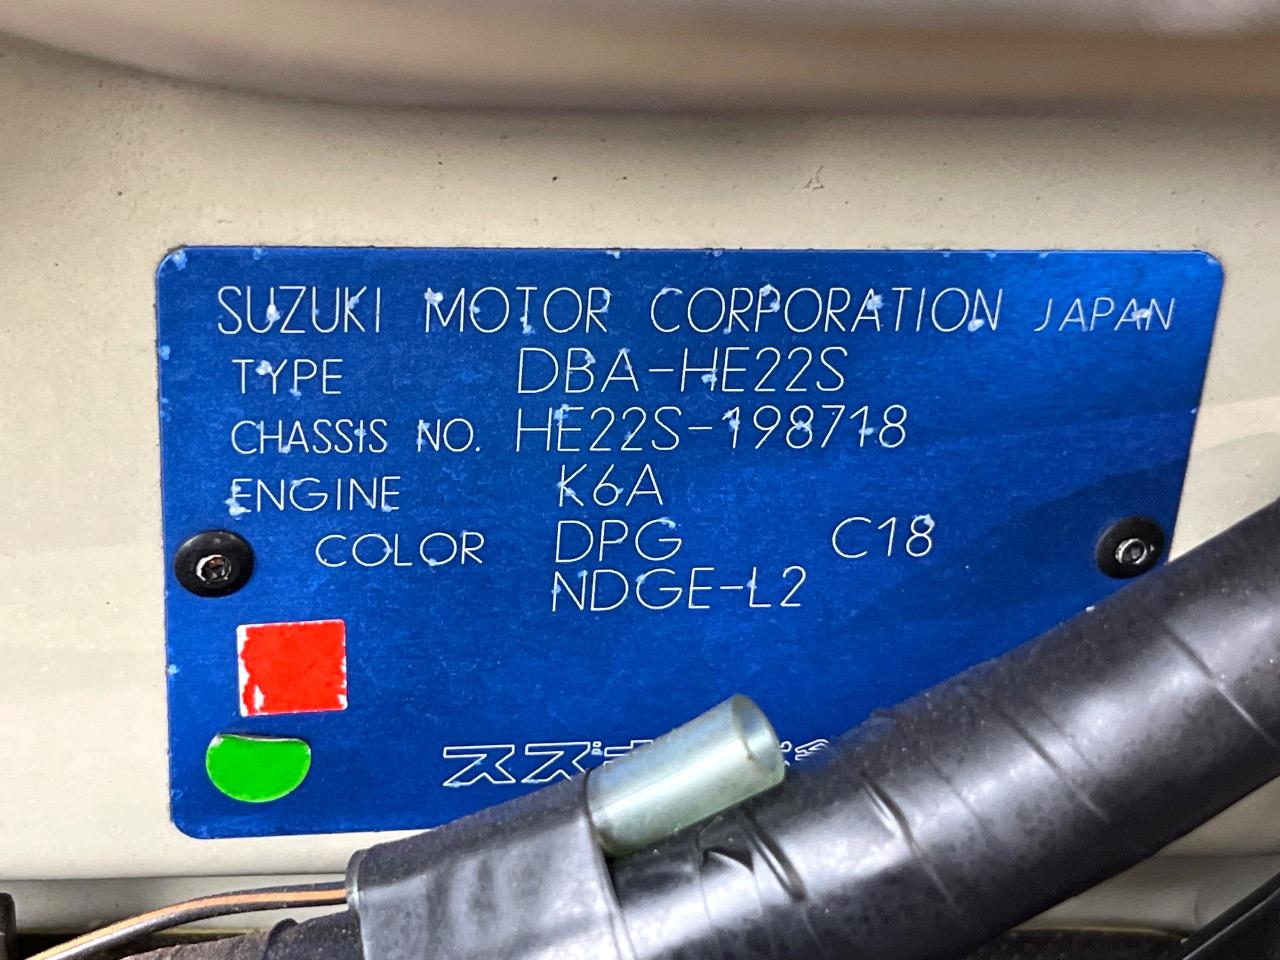 SUZUKI MOTOR CORPORATION JAPAN
TYPE DBA-HE22S
CHASSIS NO. HE22S-198718
ENGINE K6A
COLOR DPG C18
NDGE-L2